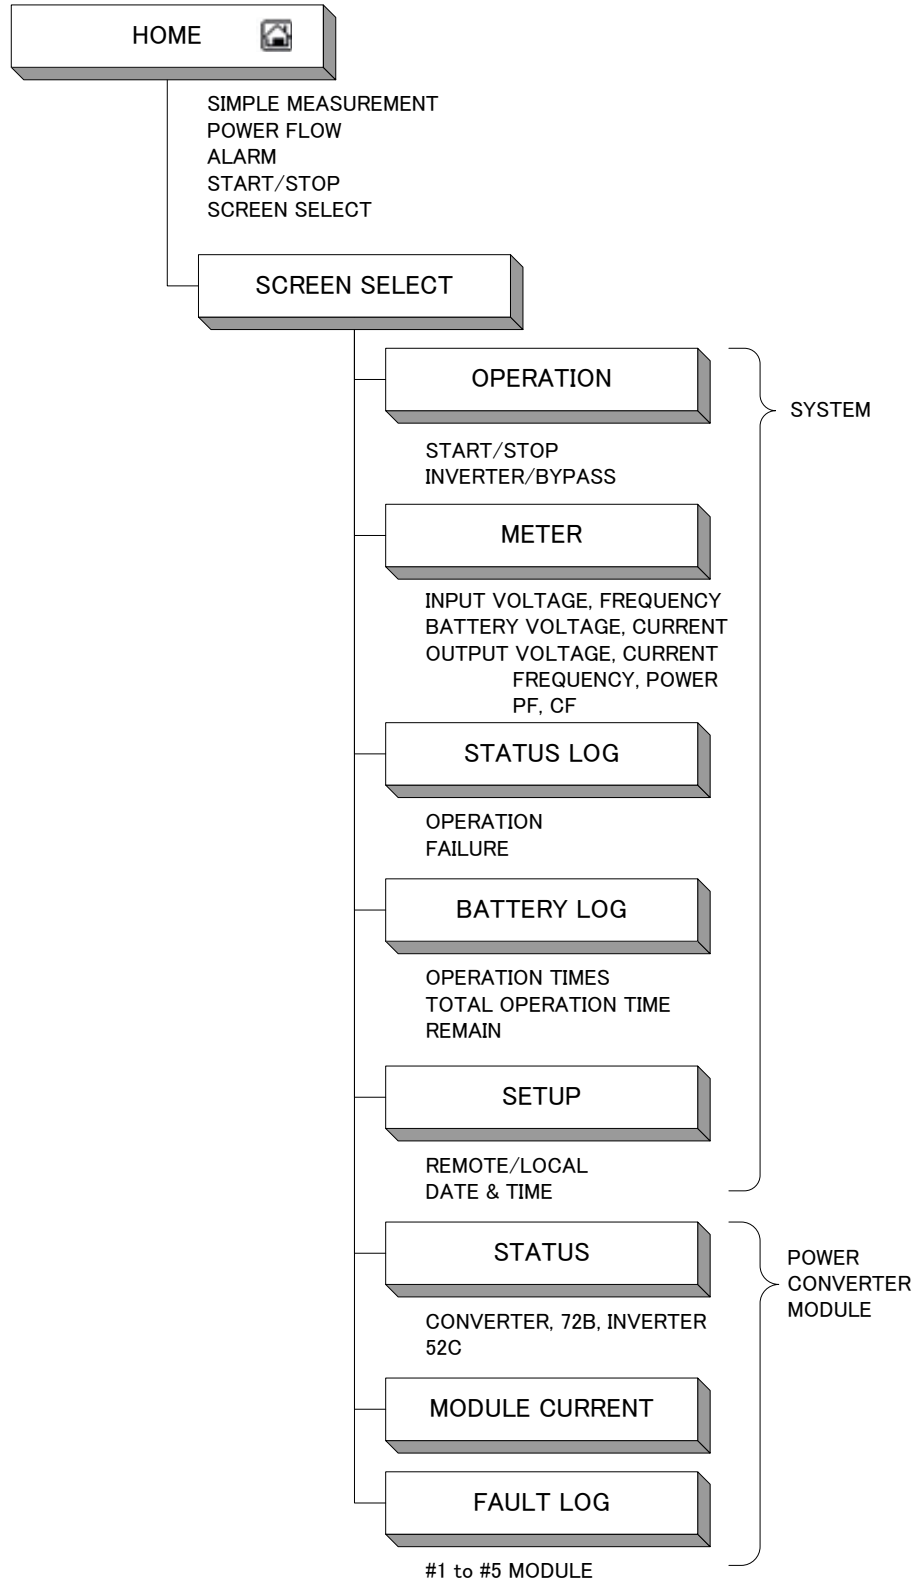 HOME
SIMPLE MEASUREMENT
POWER FLOW
ALARM
START/STOP
SCREEN SELECT
SCREEN SELECT
OPERATION
START/STOP
INVERTER/BYPASS
METER
INPUT VOLTAGE, FREQUENCY
BATTERY VOLTAGE, CURRENT
OUTPUT VOLTAGE, CURRENT
FREQUENCY, POWER
PF, CF
STATUS LOG
OPERATION
FAILURE
BATTERY LOG
OPERATION TIMES
TOTAL OPERATION TIME
REMAIN
SETUP
REMOTE/LOCAL
DATE & TIME
SYSTEM
STATUS
CONVERTER, 72B, INVERTER
52C
MODULE CURRENT
FAULT LOG
#1 to #5 MODULE
POWER
CONVERTER
MODULE